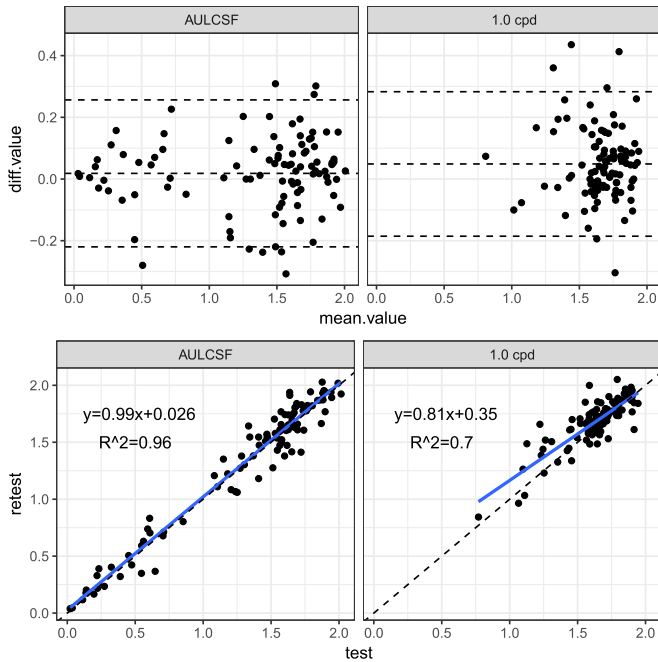 AULCSF
1.0 cpd
0.4
0.2
0.0
−0.2
diff.value
0.0 0.5 1.0 1.5 2.0
0.0 0.5 1.0 1.5 2.0
mean.value
AULCSF
1.0 cpd
2.0
1.5
1.0
0.5
0.0
retest
y=0.99x+0.026
R^2=0.96
y=0.81x+0.35
R^2=0.7
0.0 0.5 1.0 1.5 2.0
0.0 0.5 1.0 1.5 2.0
test